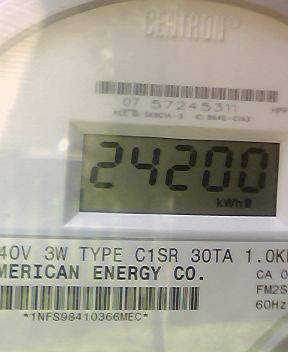 CENTRON®
07 57245311
24200
kWh
40V 3W TYPE C1SR 30TA 1.0K
MERICAN ENERGY CO.
CA 0
FM2S
60Hz
*1NFS98410366MEC*